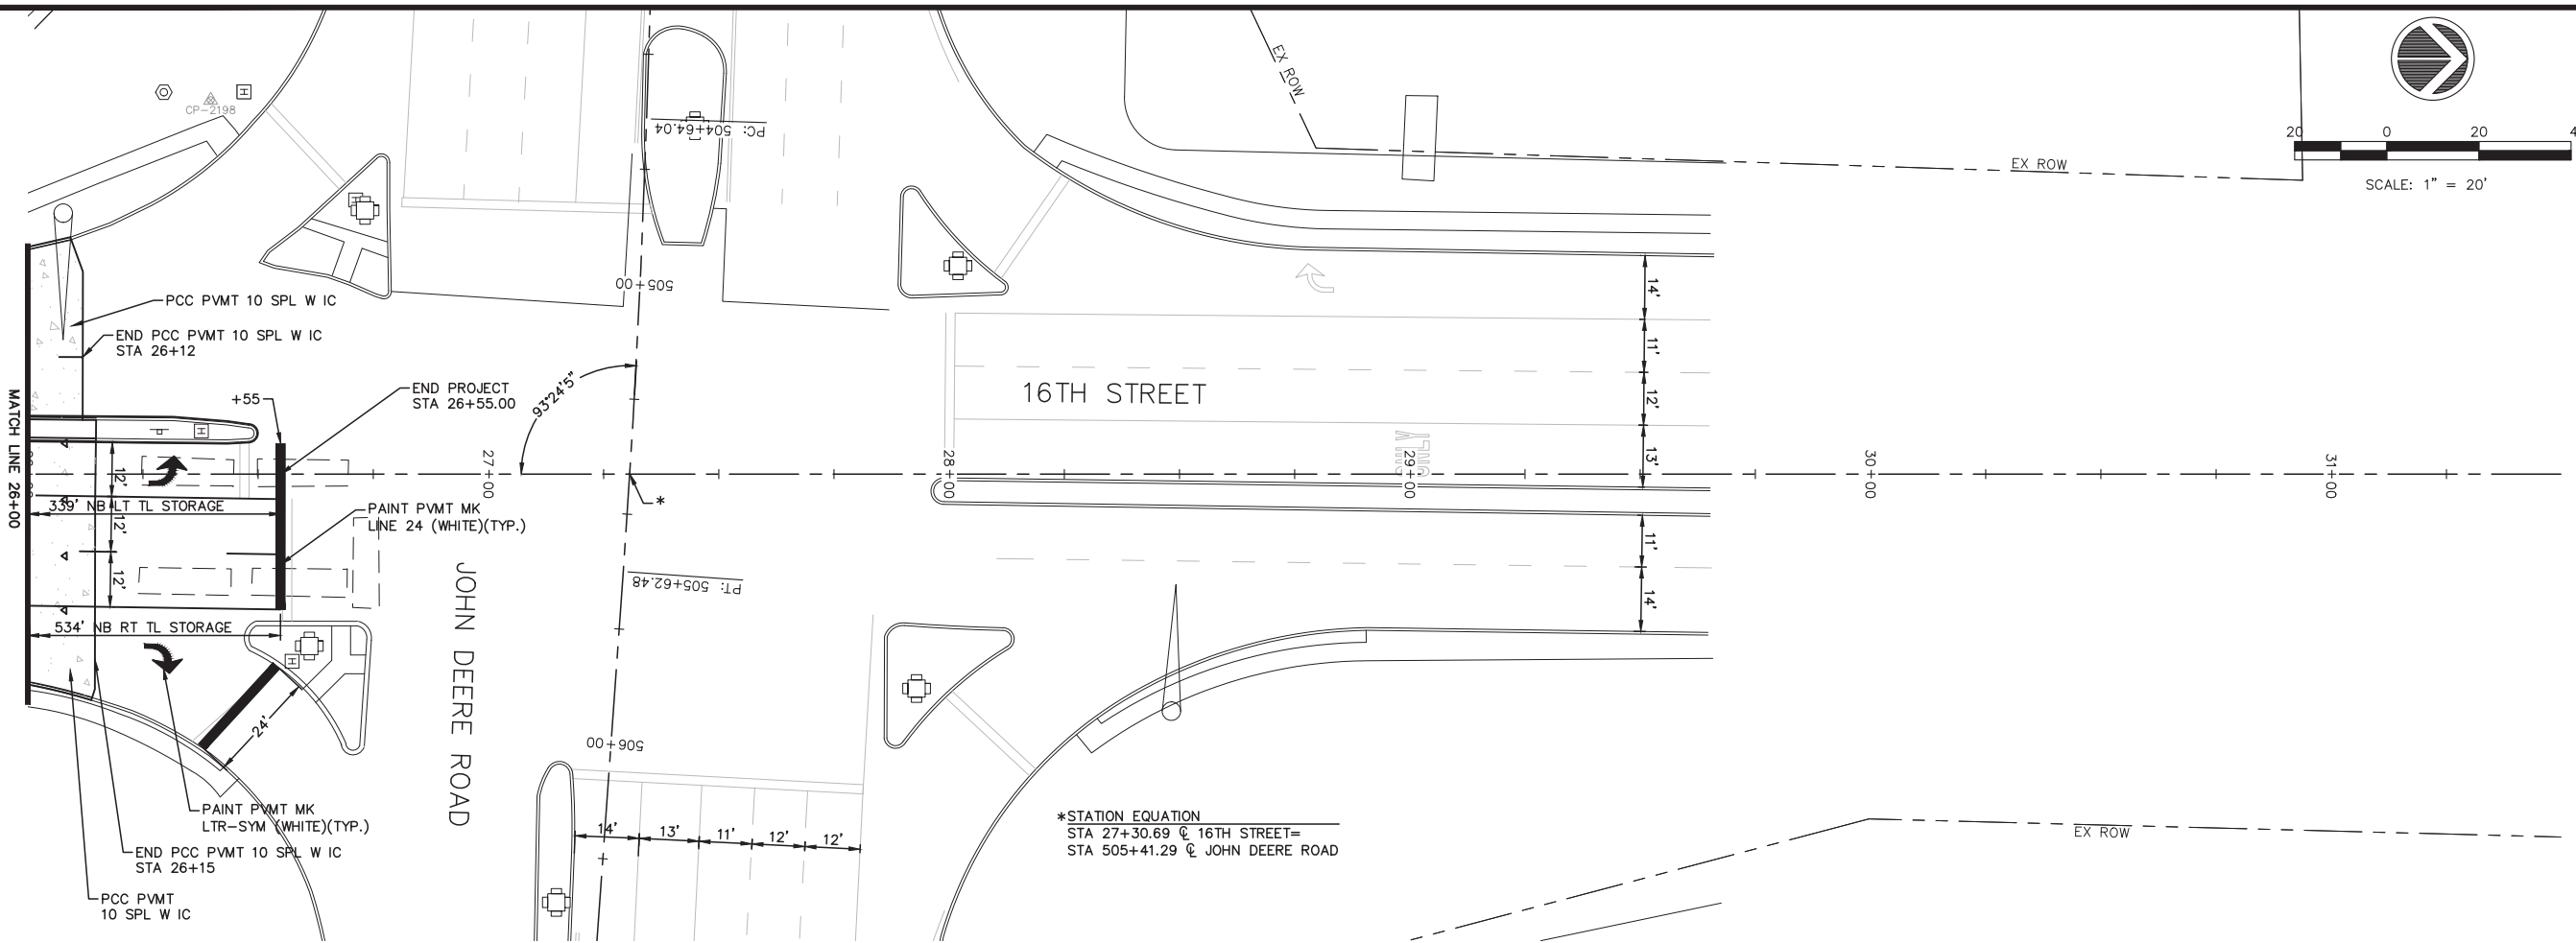 CP-2198
PC: 504+64.04
EX ROW
EX ROW
20 0 20
SCALE: 1" = 20'
505+00
PCC PVMT 10 SPL W IC
END PCC PVMT 10 SPL W IC
STA 26+12
14'
11'
12'
13'
11'
14'
93°24'5"
END PROJECT
STA 26+55.00
+55
16TH STREET
ONLY
MATCH LINE 26+00
27+00
28+00
29+00
30+00
31+00
12'
12'
12'
339' NB LT TL STORAGE
*
PAINT PVMT MK
LINE 24 (WHITE)(TYP.)
JOHN DEERE ROAD
PT: 505+62.48
534' NB RT TL STORAGE
24'
506+00
PAINT PVMT MK
LTR-SYM (WHITE)(TYP.)
14'
13'
11'
12'
12'
*STATION EQUATION
STA 27+30.69 ℄ 16TH STREET=
STA 505+41.29 ℄ JOHN DEERE ROAD
EX ROW
END PCC PVMT 10 SPL W IC
STA 26+15
PCC PVMT
10 SPL W IC
H
H
H
H